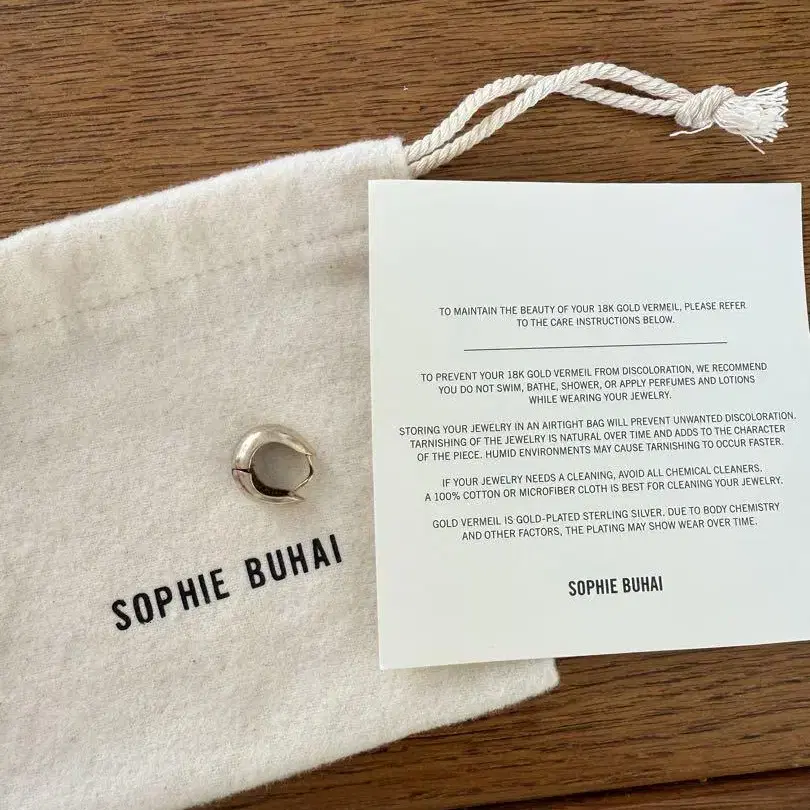 TO MAINTAIN THE BEAUTY OF YOUR 18K GOLD VERMEIL, PLEASE REFER
TO THE CARE INSTRUCTIONS BELOW.
TO PREVENT YOUR 18K GOLD VERMEIL FROM DISCOLORATION, WE RECOMMEND
YOU DO NOT SWIM, BATHE, SHOWER, OR APPLY PERFUMES AND LOTIONS
WHILE WEARING YOUR JEWELRY.
STORING YOUR JEWELRY IN AN AIRTIGHT BAG WILL PREVENT UNWANTED DISCOLORATION.
TARNISHING OF THE JEWELRY IS NATURAL OVER TIME AND ADDS TO THE CHARACTER
OF THE PIECE. HUMID ENVIRONMENTS MAY CAUSE TARNISHING TO OCCUR FASTER.
IF YOUR JEWELRY NEEDS A CLEANING, AVOID ALL CHEMICAL CLEANERS.
A 100% COTTON OR MICROFIBER CLOTH IS BEST FOR CLEANING YOUR JEWELRY.
GOLD VERMEIL IS GOLD-PLATED STERLING SILVER. DUE TO BODY CHEMISTRY
AND OTHER FACTORS, THE PLATING MAY SHOW WEAR OVER TIME.
SOPHIE BUHAI
SOPHIE BUHAI